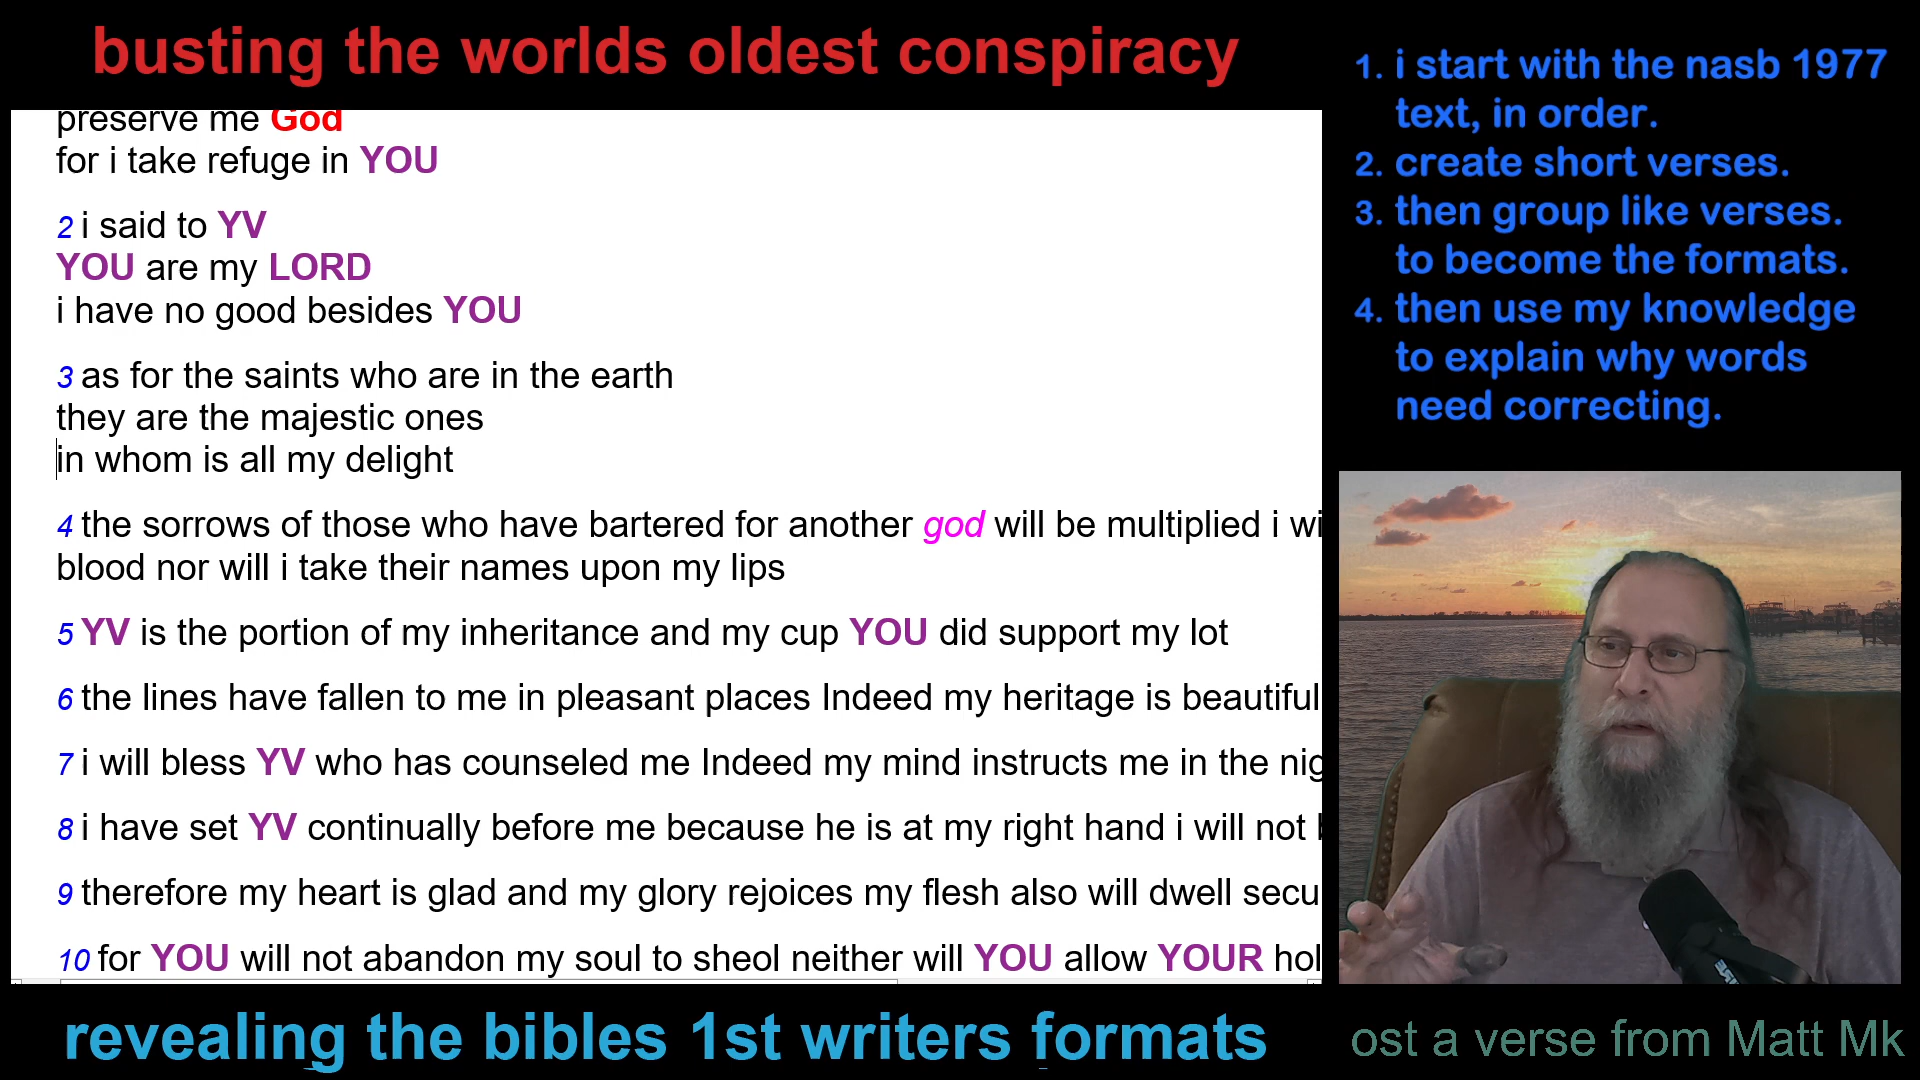 busting the worlds oldest conspiracy
preserve me God
for i take refuge in YOU
2 i said to YV
YOU are my LORD
i have no good besides YOU
3 as for the saints who are in the earth
they are the majestic ones
in whom is all my delight
4 the sorrows of those who have bartered for another god will be multiplied i wi
blood nor will i take their names upon my lips
5 YV is the portion of my inheritance and my cup YOU did support my lot
6 the lines have fallen to me in pleasant places Indeed my heritage is beautiful
7 i will bless YV who has counseled me Indeed my mind instructs me in the nig
8 i have set YV continually before me because he is at my right hand i will not
9 therefore my heart is glad and my glory rejoices my flesh also will dwell secu
10 for YOU will not abandon my soul to sheol neither will YOU allow YOUR hol
1. i start with the nasb 1977
text, in order.
2. create short verses.
3. then group like verses.
to become the formats.
4. then use my knowledge
to explain why words
need correcting.
revealing the bibles 1st writers formats
ost a verse from Matt Mk